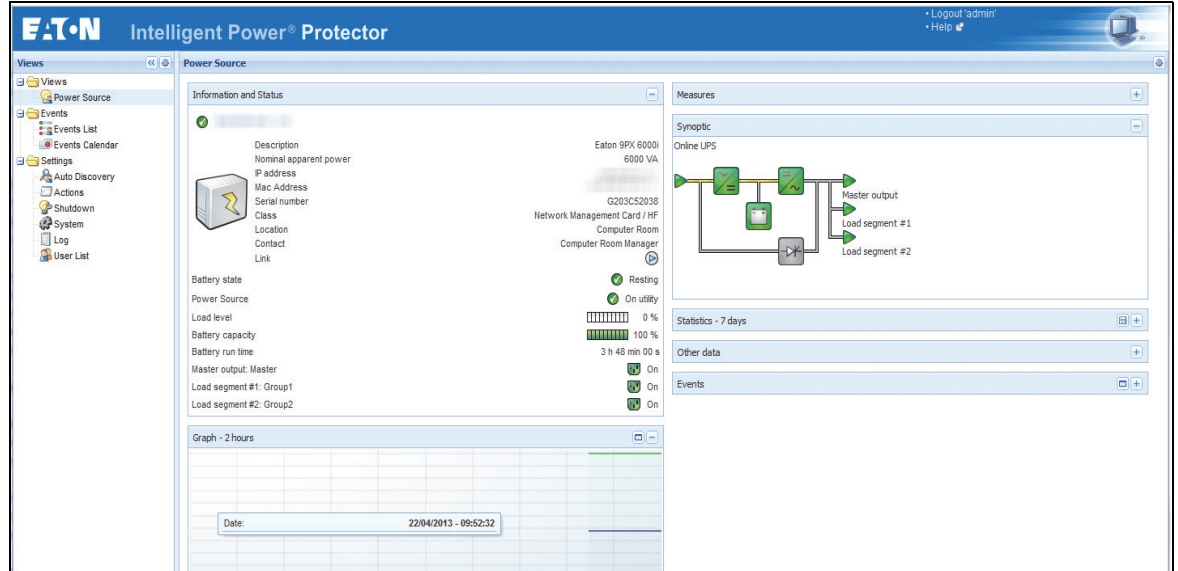 EATON Intelligent Power® Protector
• Logout 'admin'
• Help
Views
Views
Power Source
Events
Events List
Events Calendar
Settings
Auto Discovery
Actions
Shutdown
System
Log
User List
Power Source
Information and Status
Description Eaton 9PX 6000i
Nominal apparent power 6000 VA
IP address
Mac Address
Serial number G203C52038
Class Network Management Card / HF
Location Computer Room
Contact Computer Room Manager
Link
Battery state Resting
Power Source On utility
Load level 0 %
Battery capacity 100 %
Battery run time 3 h 48 min 00 s
Master output: Master On
Load segment #1: Group1 On
Load segment #2: Group2 On
Graph - 2 hours
Date: 22/04/2013 - 09:52:32
Measures
Synoptic
Online UPS
Master output
Load segment #1
Load segment #2
Statistics - 7 days
Other data
Events